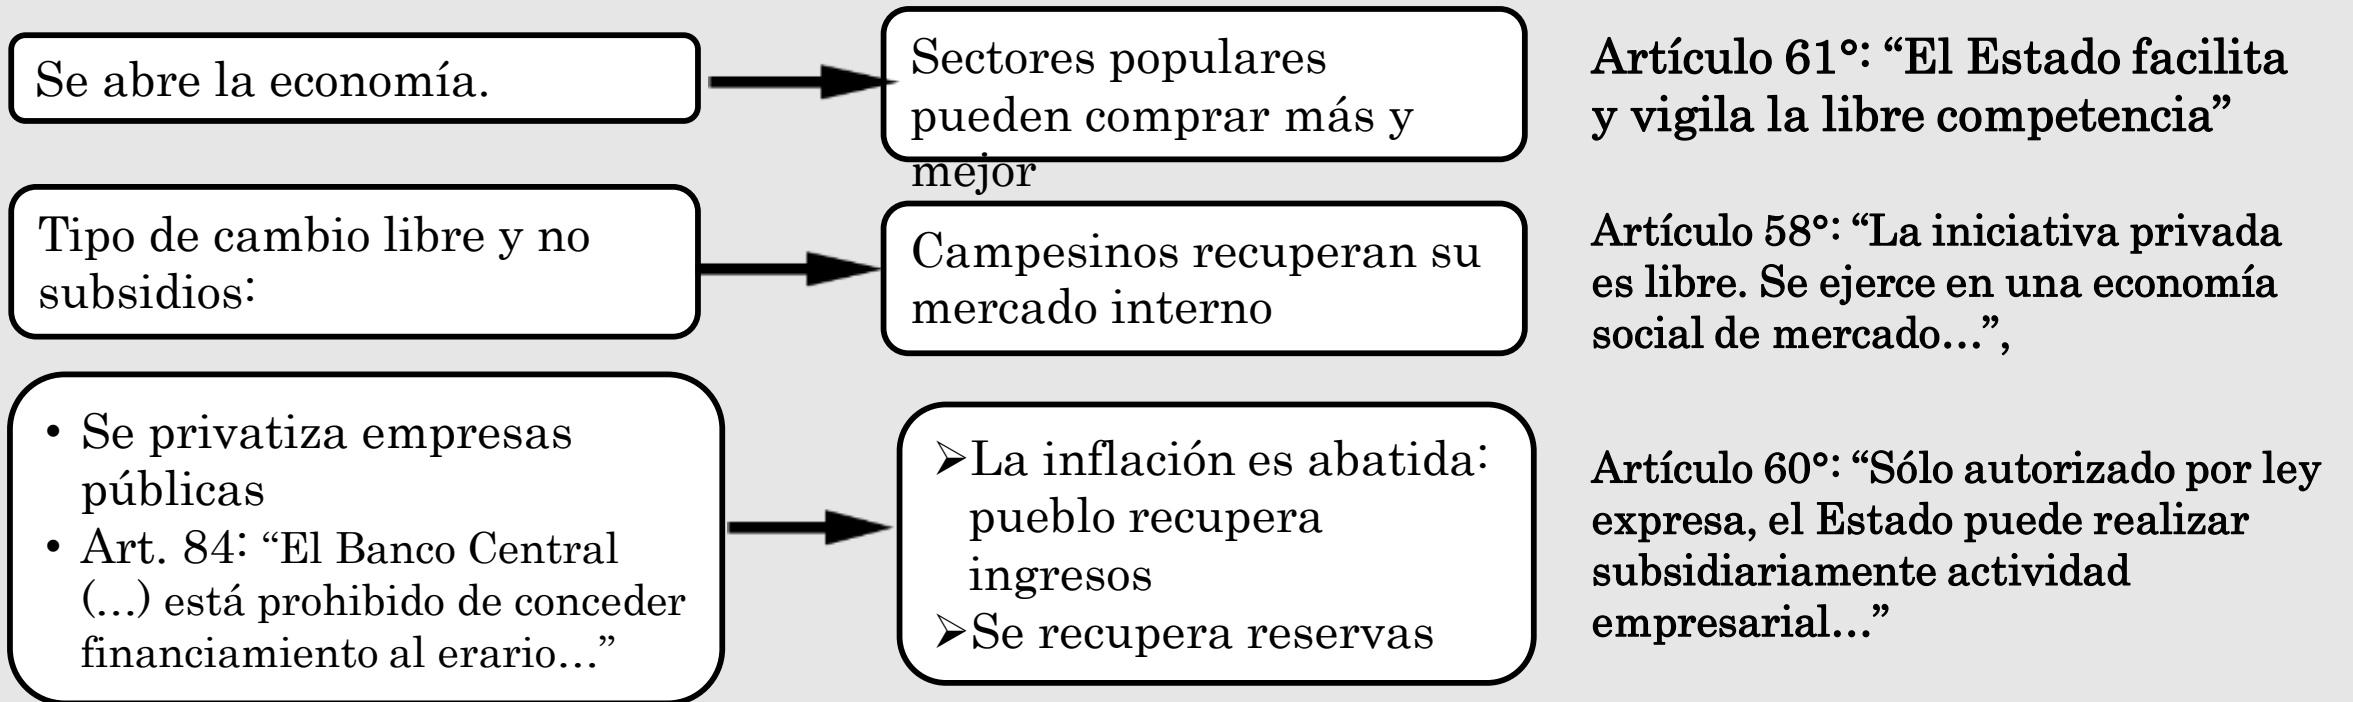 Se abre la economía.
Sectores populares
pueden comprar más y
mejor
Artículo 61°: “El Estado facilita
y vigila la libre competencia”
Tipo de cambio libre y no
subsidios:
Campesinos recuperan su
mercado interno
Artículo 58°: “La iniciativa privada
es libre. Se ejerce en una economía
social de mercado…”,
• Se privatiza empresas
públicas
• Art. 84: “El Banco Central
(…) está prohibido de conceder
financiamiento al erario…”
➢La inflación es abatida:
pueblo recupera
ingresos
➢Se recupera reservas
Artículo 60°: “Sólo autorizado por ley
expresa, el Estado puede realizar
subsidiariamente actividad
empresarial…”